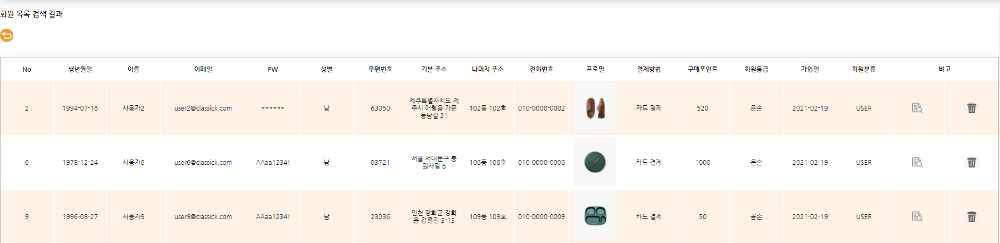 회원 목록 검색 결과
No 생년월일 이름 이메일 PW 성별 우편번호 기본 주소 나머지 주소 전화번호 프로필 결제방법 구매포인트 회원등급 가입일 회원분류 비고
2 1994-07-16 사용자2 user2@classick.com ****** 남 63050 제주특별자치도 제
주시 애월읍 가문
동남길 21 102동 102호 010-0000-0002 카드 결제 520 은손 2021-02-19 USER
6 1978-12-24 사용자6 user6@classick.com AAaa1234! 남 03721 서울 서대문구 봉
원사길 6 106동 106호 010-0000-0006 카드 결제 1000 은손 2021-02-19 USER
9 1996-08-27 사용자9 user9@classick.com AAaa1234! 남 23036 인천 강화군 강화
읍 갑룡길 3-13 109동 109호 010-0000-0009 카드 결제 50 곰손 2021-02-19 USER